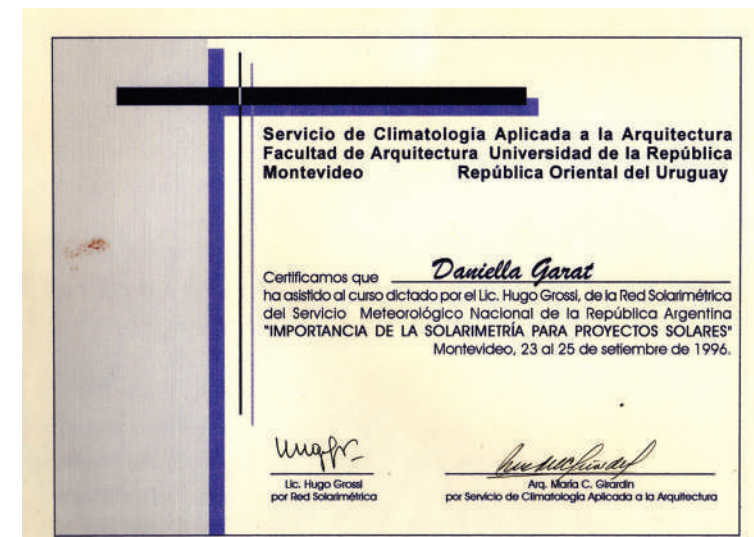 Servicio de Climatología Aplicada a la Arquitectura
Facultad de Arquitectura Universidad de la República
Montevideo República Oriental del Uruguay
Certificamos que Daniella Garat
ha asistido al curso dictado por el Lic. Hugo Grossi, de la Red Solarimétrica
del Servicio Meteorológico Nacional de la República Argentina
"IMPORTANCIA DE LA SOLARIMETRÍA PARA PROYECTOS SOLARES"
Montevideo, 23 al 25 de setiembre de 1996.
Lic. Hugo Grossi
por Red Solarimétrica
Arq. María C. Girardin
por Servicio de Climatología Aplicada a la Arquitectura